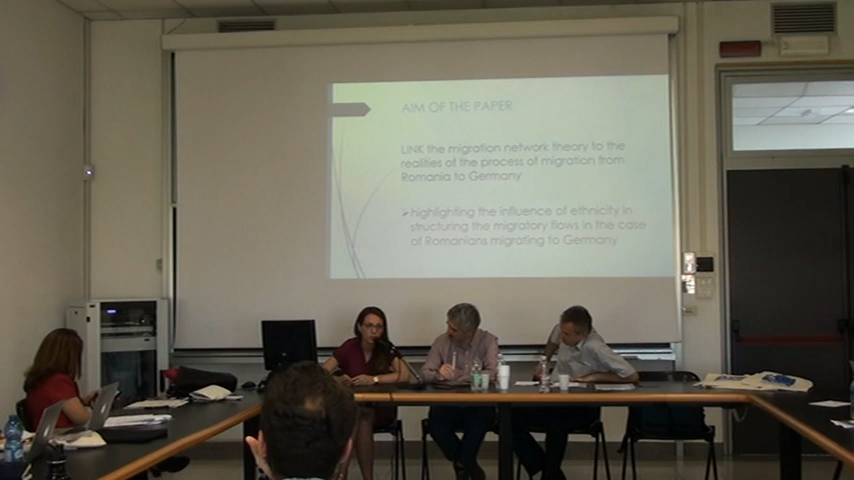 AIM OF THE PAPER
LINK the migration network theory to the
realities of the process of migration from
Romania to Germany
➢highlighting the influence of ethnicity in
structuring the migratory flows in the case
of Romanians migrating to Germany